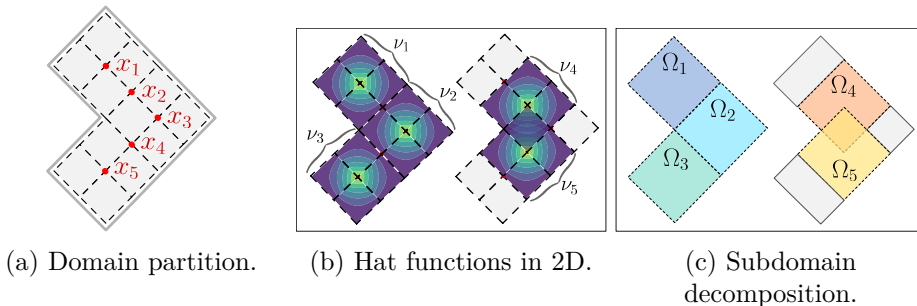 x₁
x₂
x₃
x₄
x₅
ν₁
ν₂
ν₃
ν₄
ν₅
Ω₁
Ω₂
Ω₃
Ω₄
Ω₅
(a) Domain partition.
(b) Hat functions in 2D.
(c) Subdomain
decomposition.